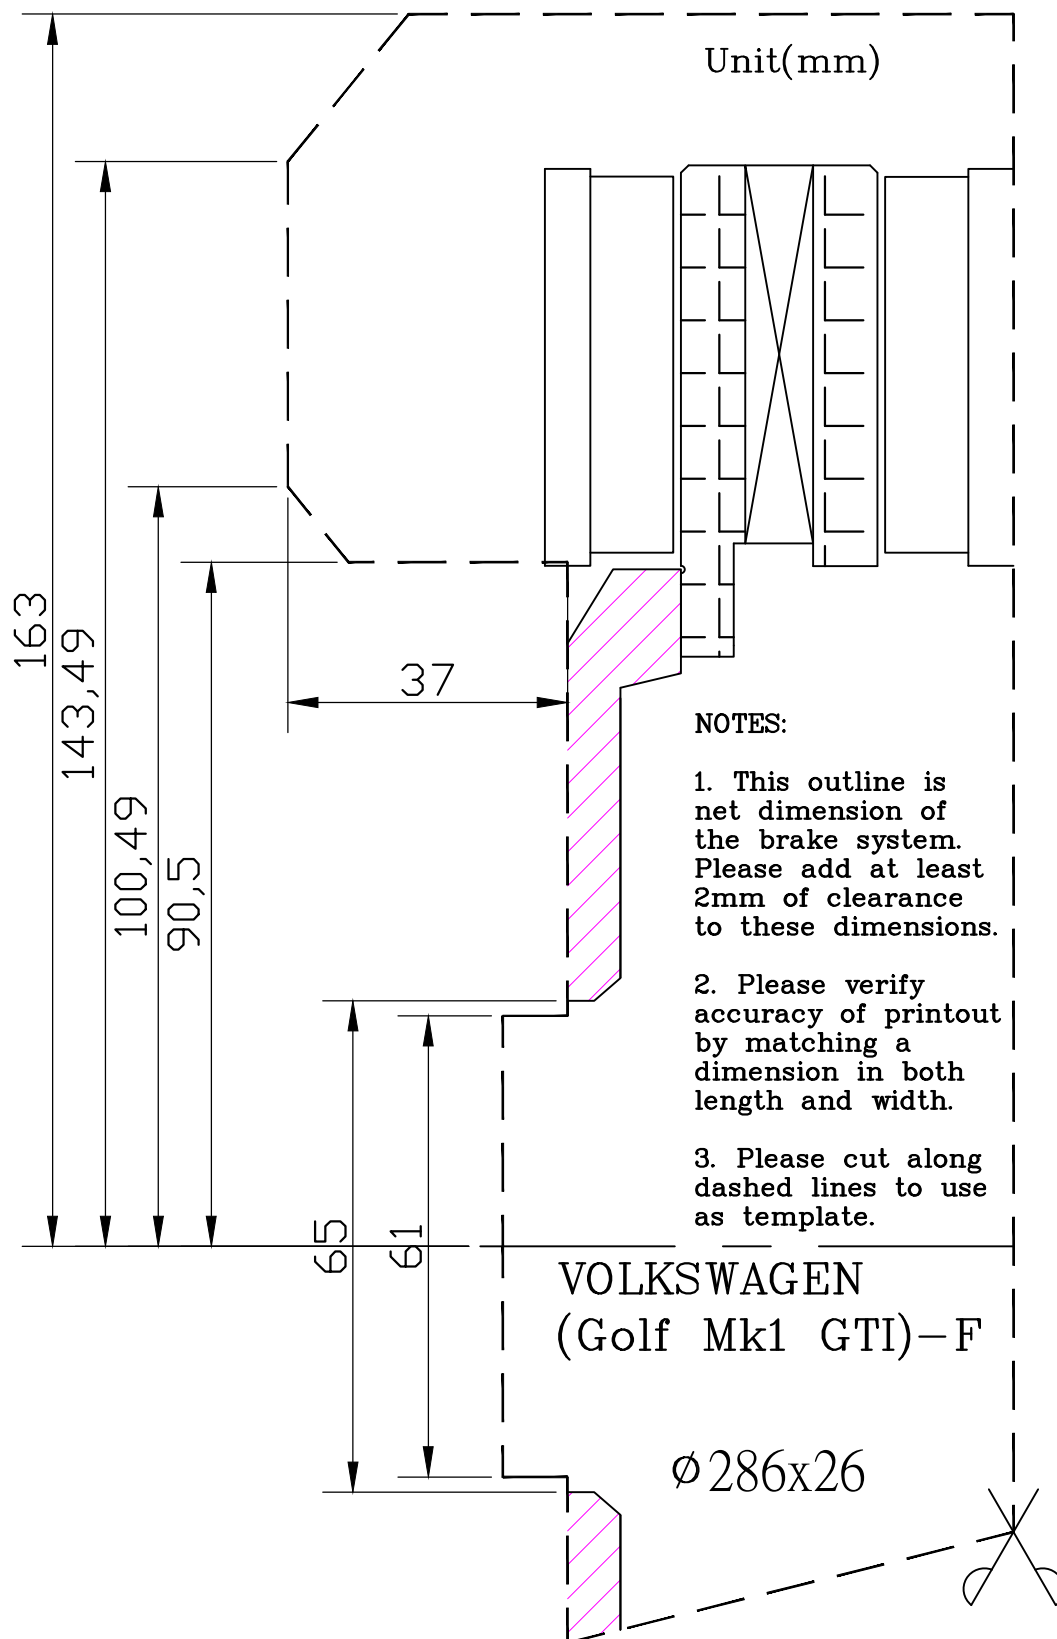 Unit(mm)
163
143,49
100,49
90,5
37
NOTES:
1. This outline is
net dimension of
the brake system.
Please add at least
2mm of clearance
to these dimensions.
2. Please verify
accuracy of printout
by matching a
dimension in both
length and width.
3. Please cut along
dashed lines to use
as template.
65
61
VOLKSWAGEN
(Golf Mk1 GTI)-F
Ø286x26